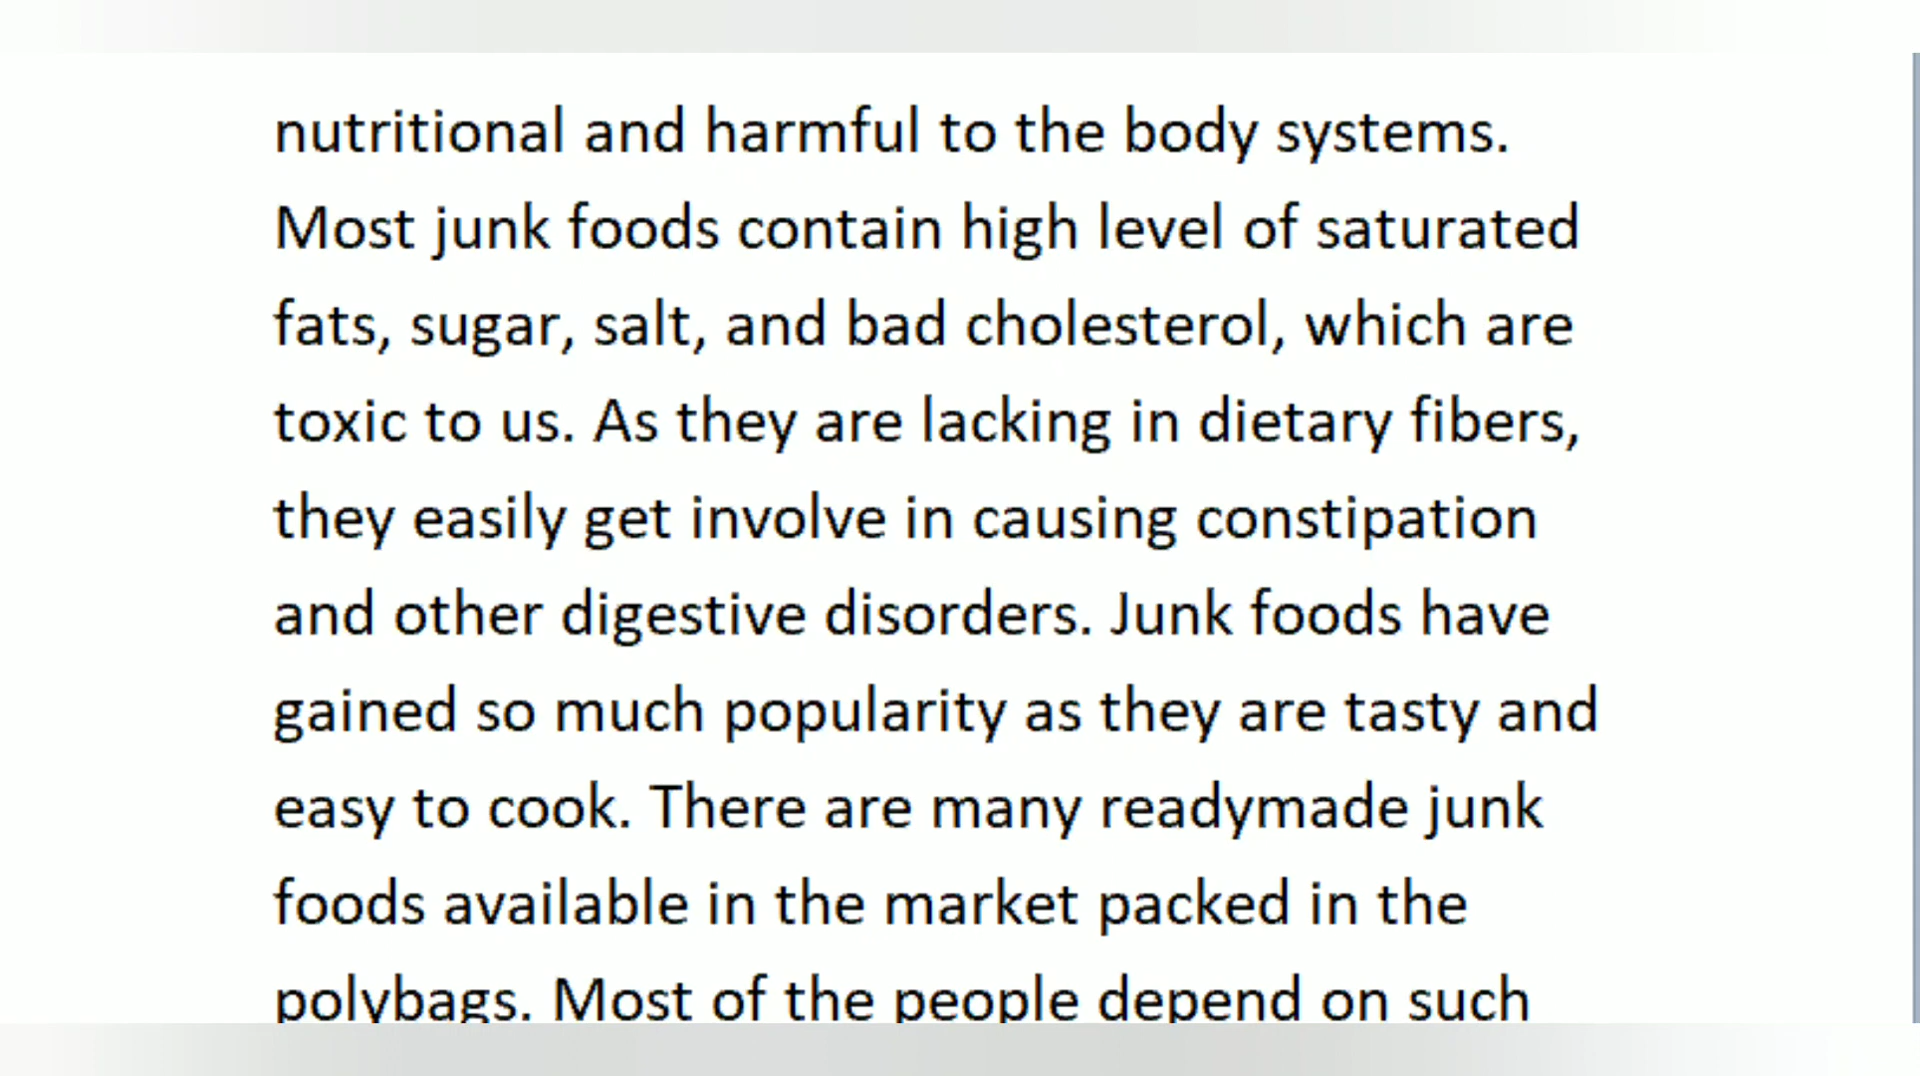 nutritional and harmful to the body systems.
Most junk foods contain high level of saturated
fats, sugar, salt, and bad cholesterol, which are
toxic to us. As they are lacking in dietary fibers,
they easily get involve in causing constipation
and other digestive disorders. Junk foods have
gained so much popularity as they are tasty and
easy to cook. There are many readymade junk
foods available in the market packed in the
polybags. Most of the people depend on such